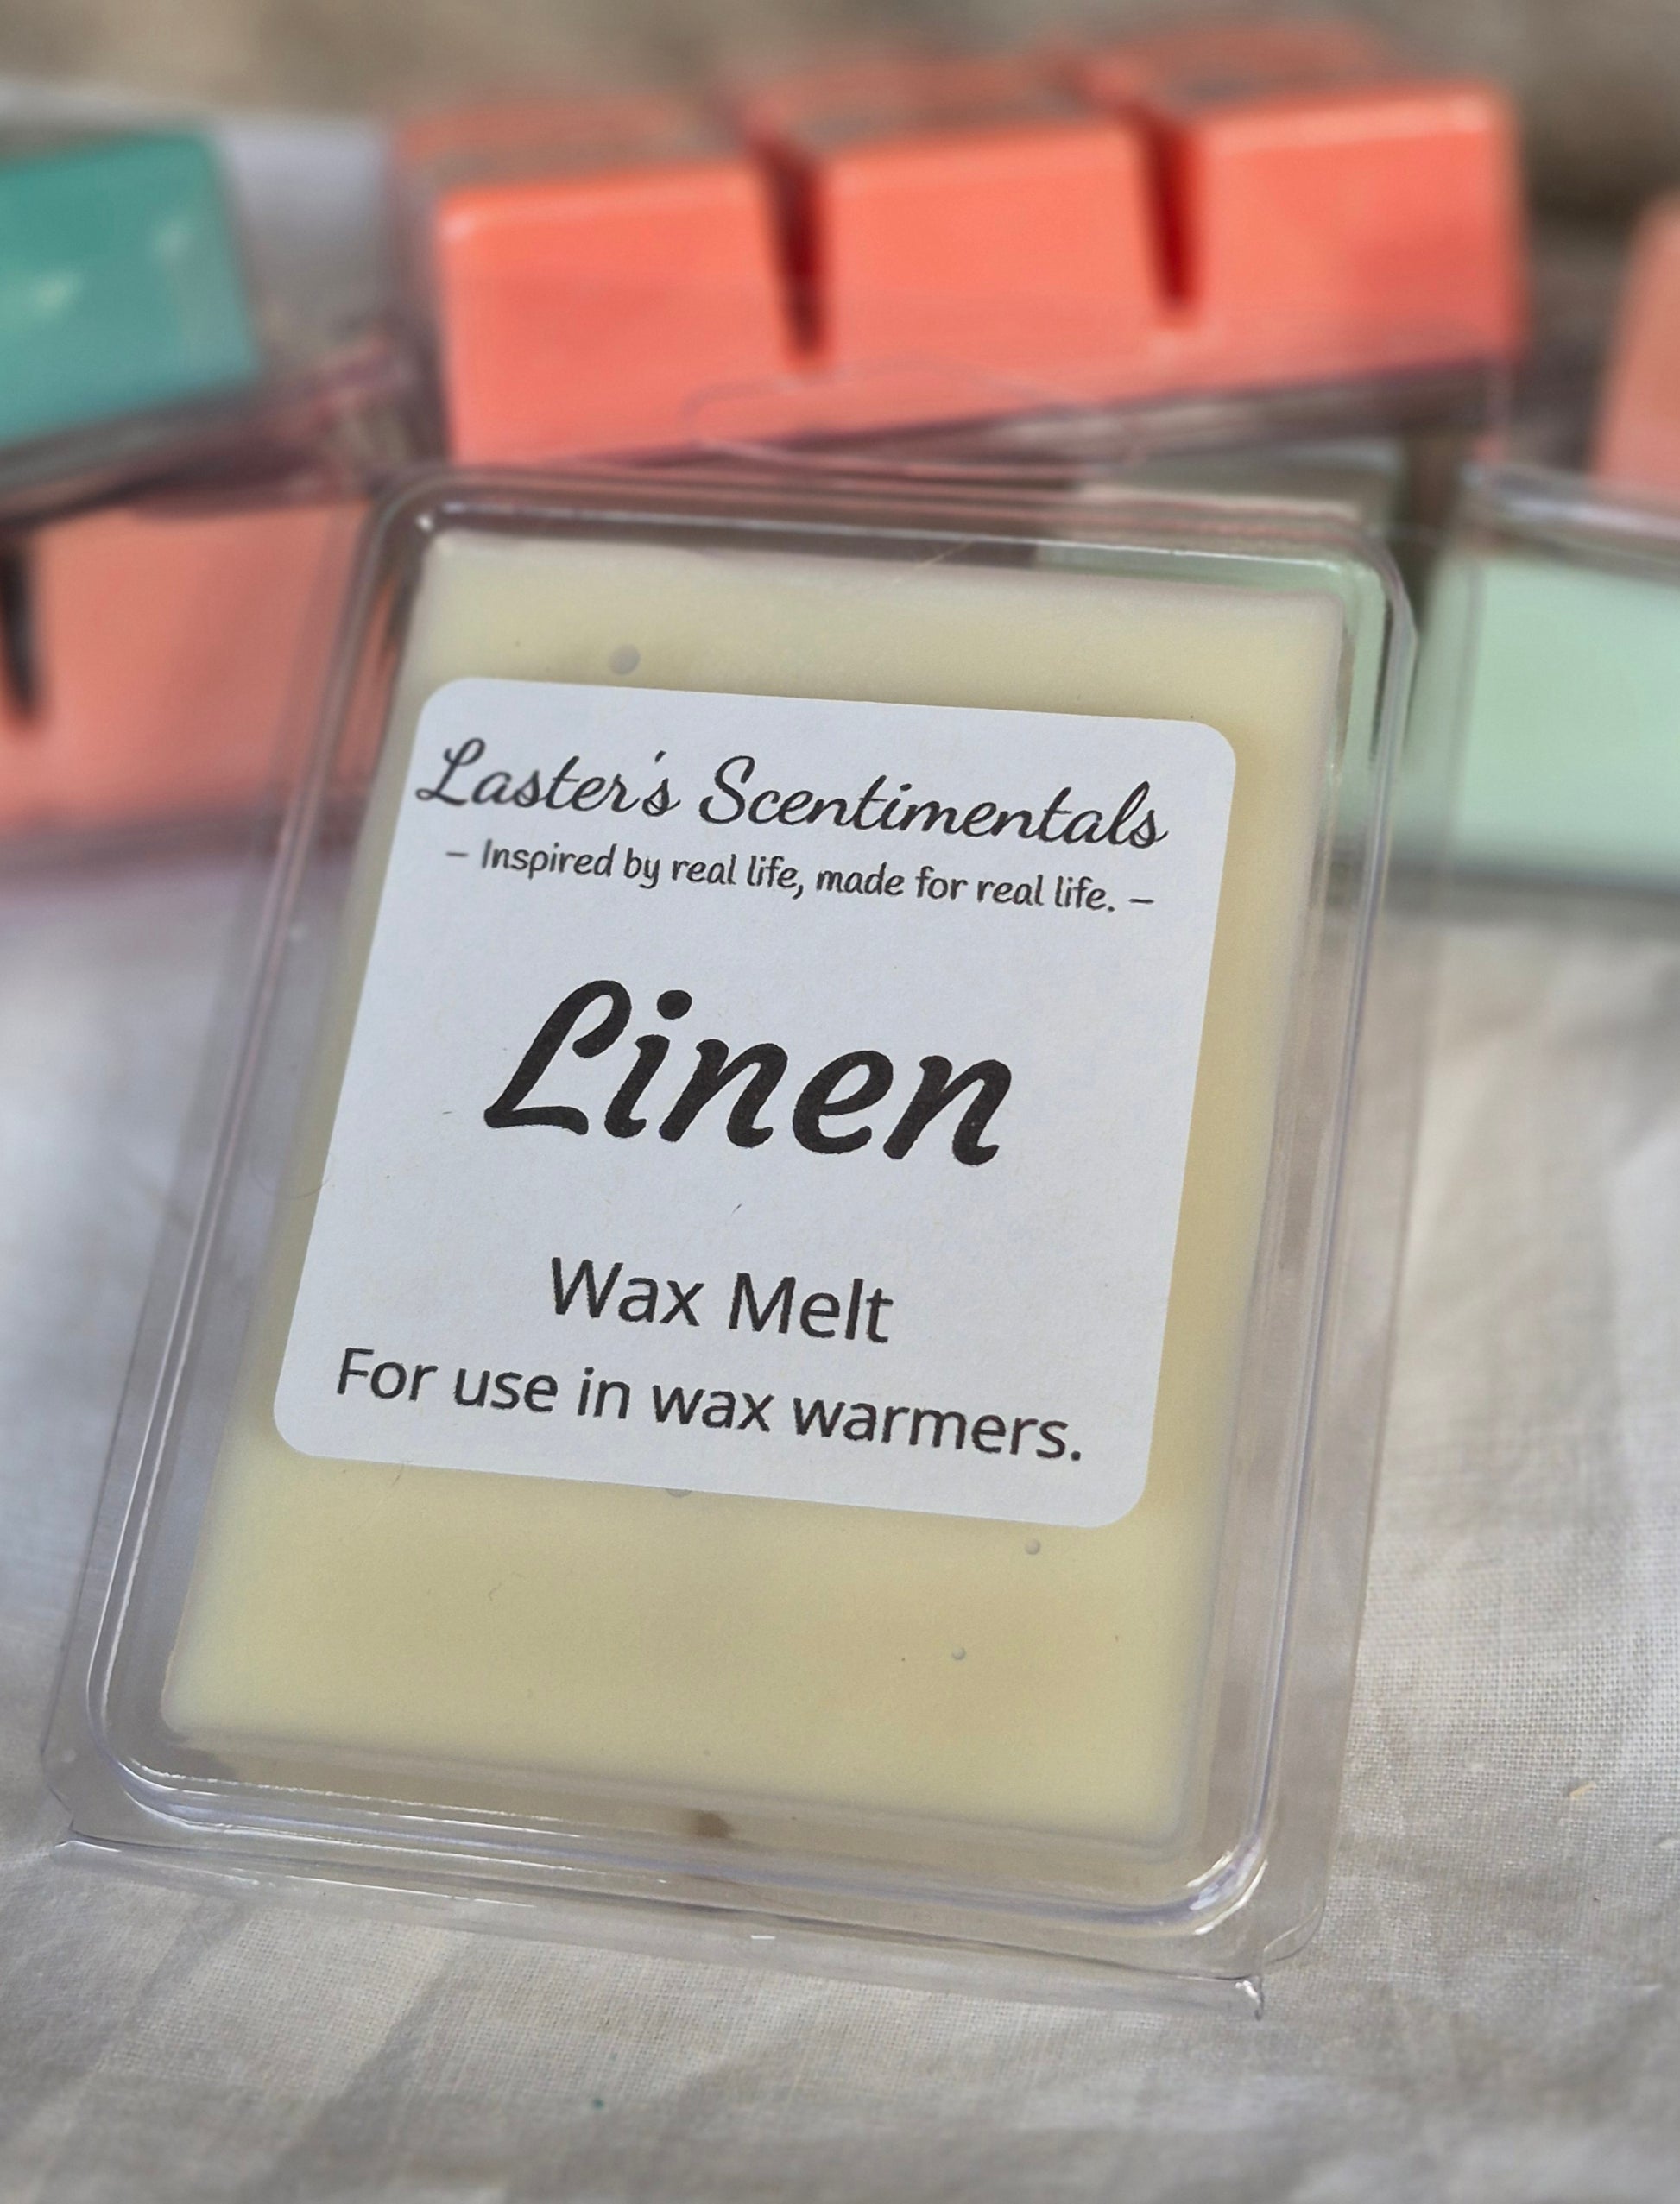 Laster's Scentimentals
– Inspired by real life, made for real life. –
Linen
Wax Melt
For use in wax warmers.